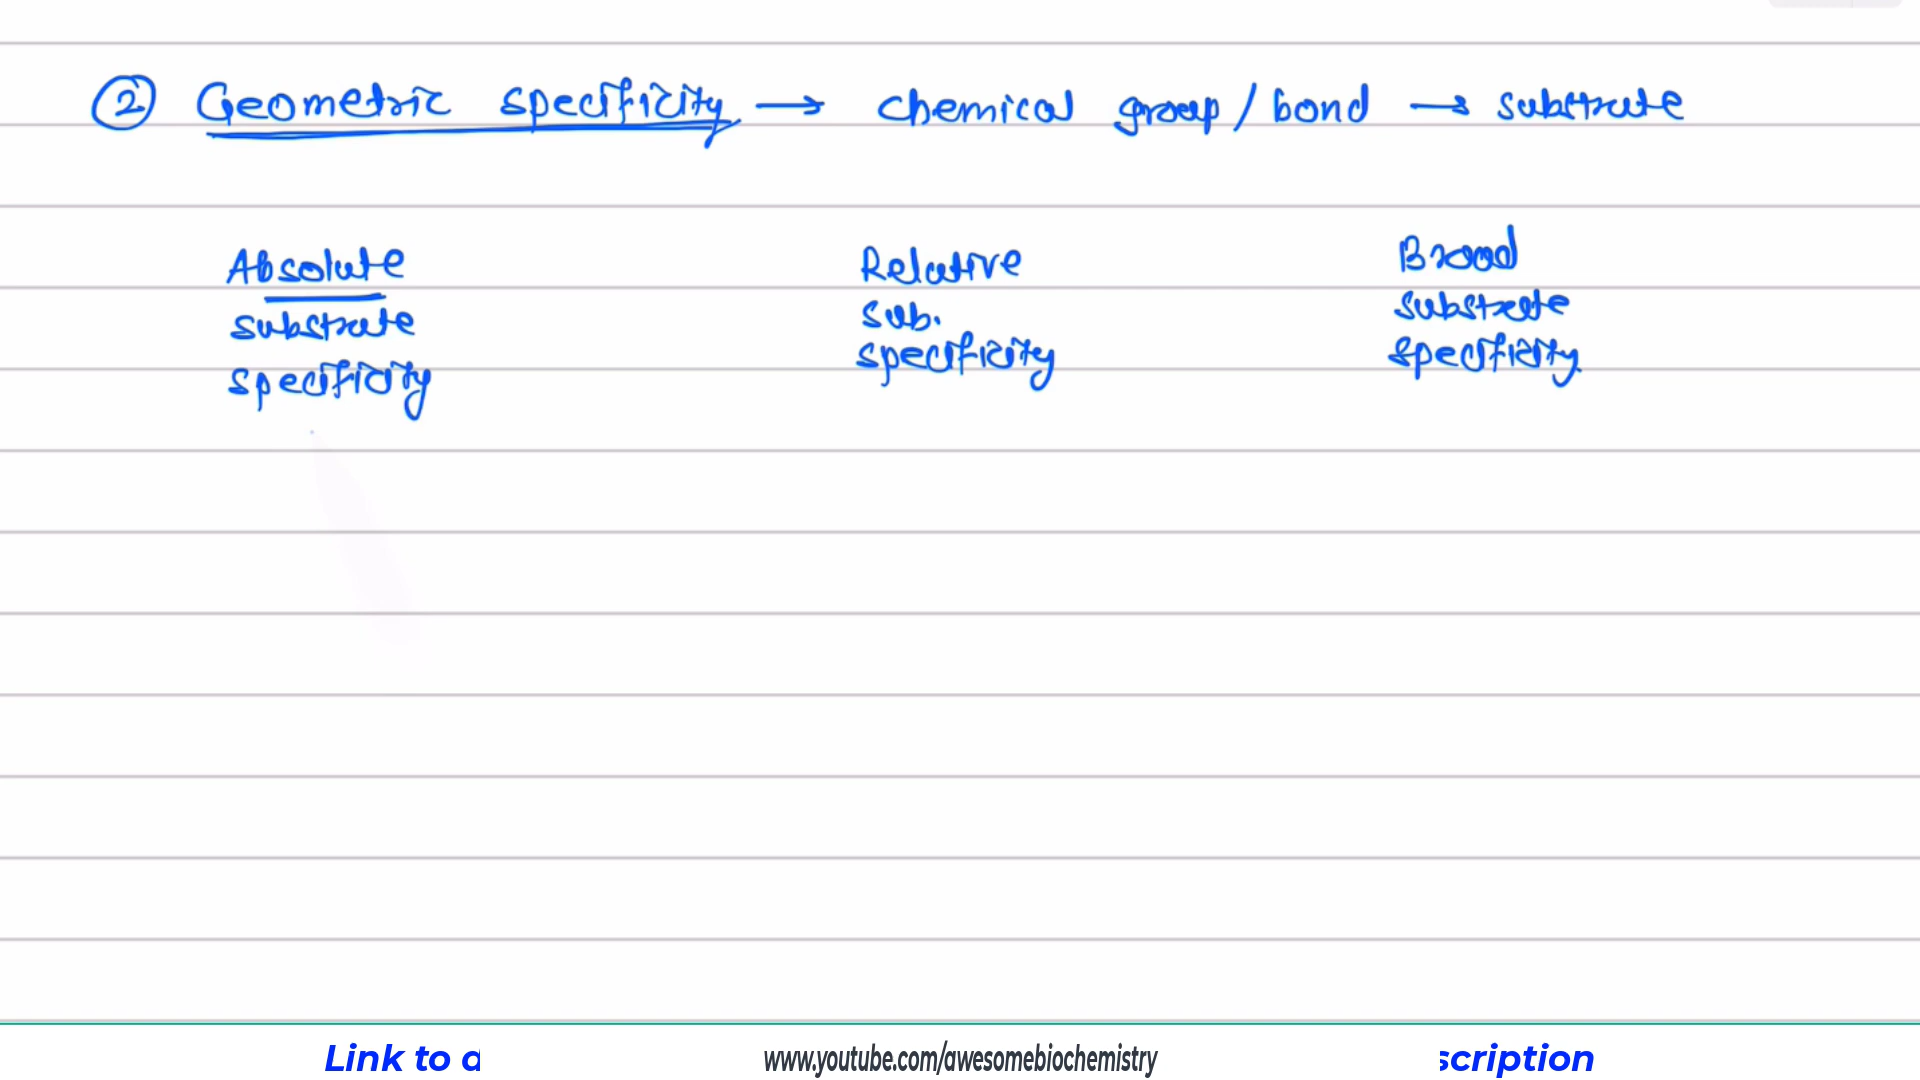 ② Geometric specificity → chemical group / bond → substrate
Absolute
substrate
specificity
Relative
sub.
specificity
Broad
substrate
specificity
Link to
www.youtube.com/awesomebiochemistry
scription